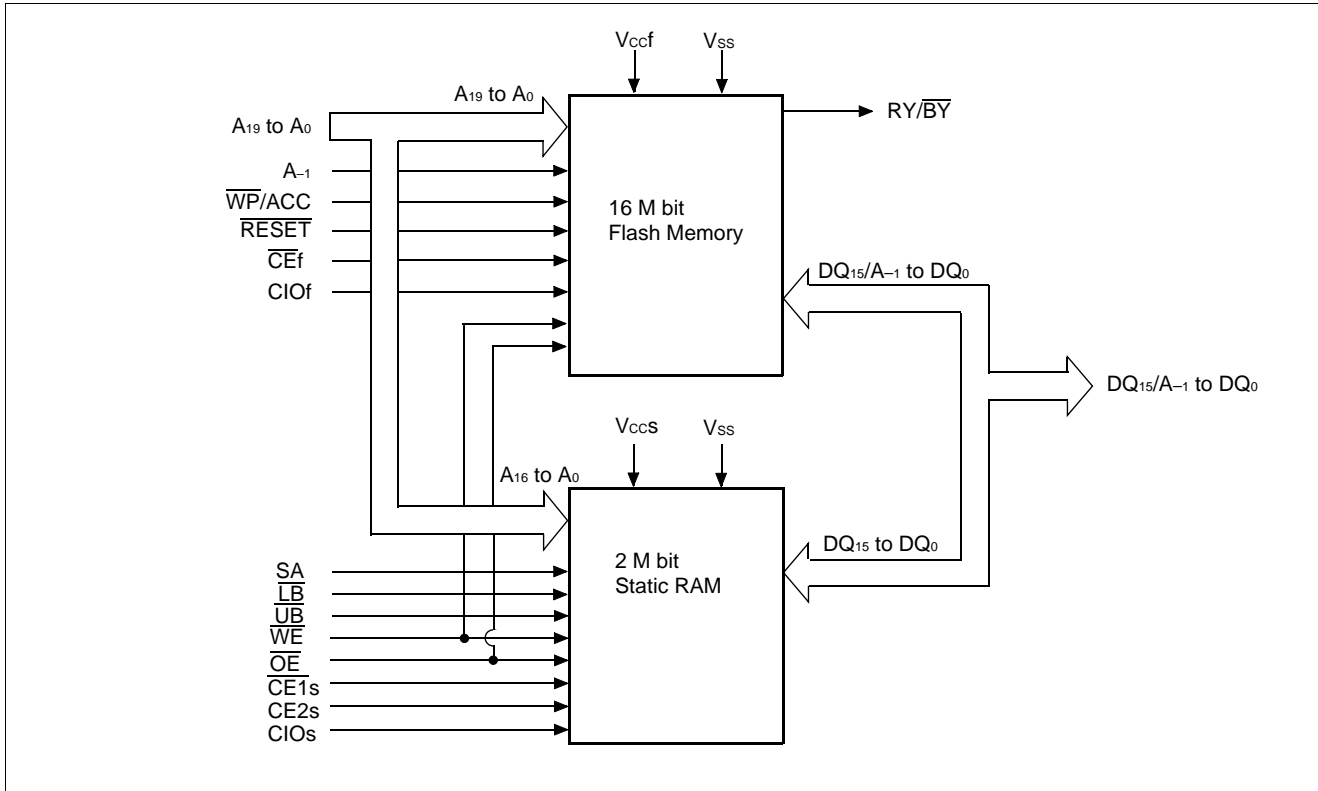 VCCf VSS
A19 to A0
RY/BY
A19 to A0
A–1
WP/ACC
RESET
CEf
CIOf
16 M bit
Flash Memory
DQ15/A–1 to DQ0
DQ15/A–1 to DQ0
VCCs VSS
A16 to A0
DQ15 to DQ0
2 M bit
Static RAM
SA
LB
UB
WE
OE
CE1s
CE2s
CIOs